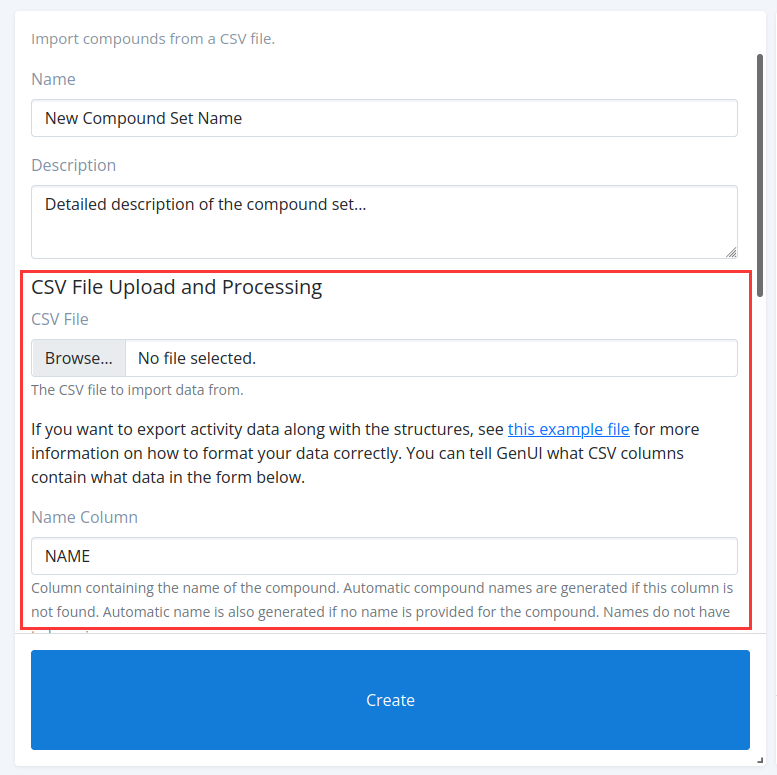 Import compounds from a CSV file.
Name
New Compound Set Name
Description
Detailed description of the compound set...
CSV File Upload and Processing
CSV File
Browse... No file selected.
The CSV file to import data from.
If you want to export activity data along with the structures, see this example file for more
information on how to format your data correctly. You can tell GenUI what CSV columns
contain what data in the form below.
Name Column
NAME
Column containing the name of the compound. Automatic compound names are generated if this column is
not found. Automatic name is also generated if no name is provided for the compound. Names do not have
Create